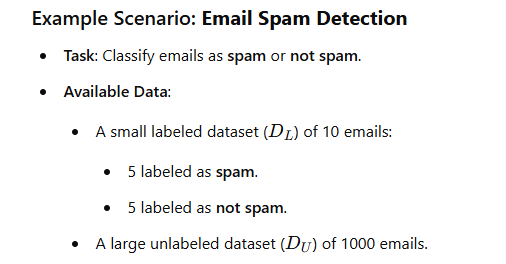 Example Scenario: Email Spam Detection
Task: Classify emails as spam or not spam.
Available Data:
A small labeled dataset (D_L) of 10 emails:
5 labeled as spam.
5 labeled as not spam.
A large unlabeled dataset (D_U) of 1000 emails.